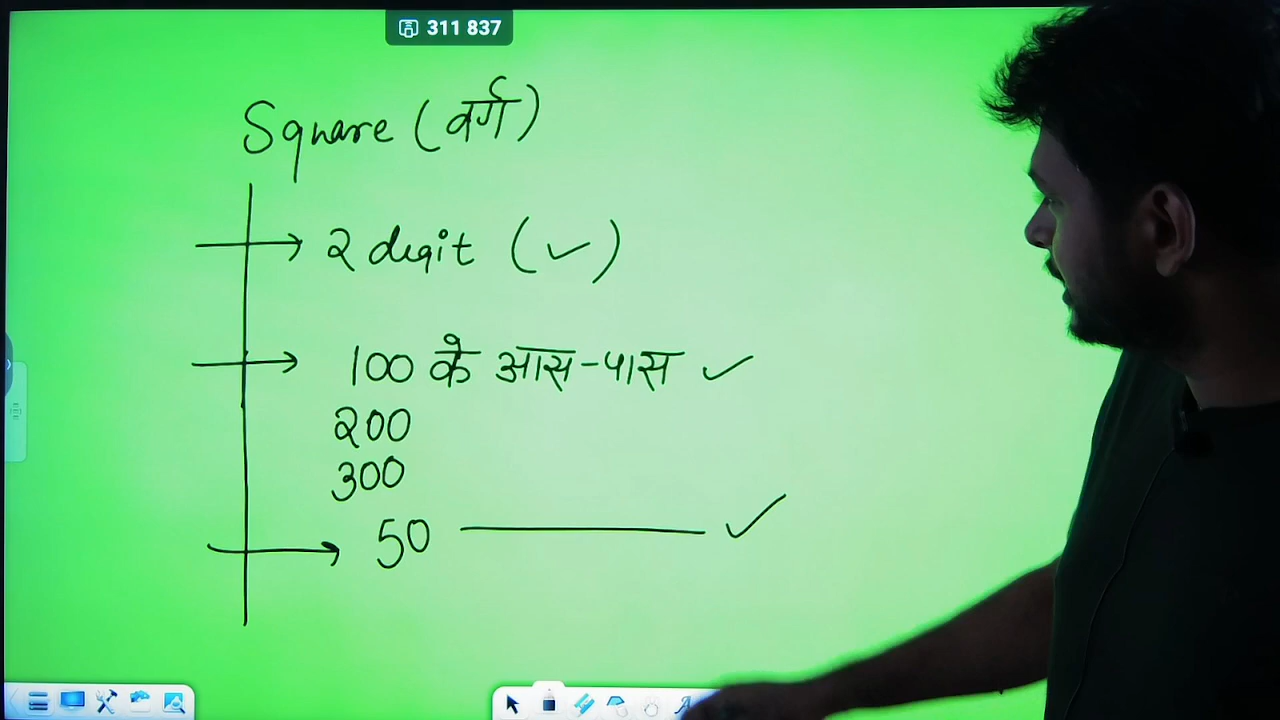 311 837
Square (वर्ग)
2 digit (✓)
100 के आस-पास ✓
200
300
50 ——— ✓